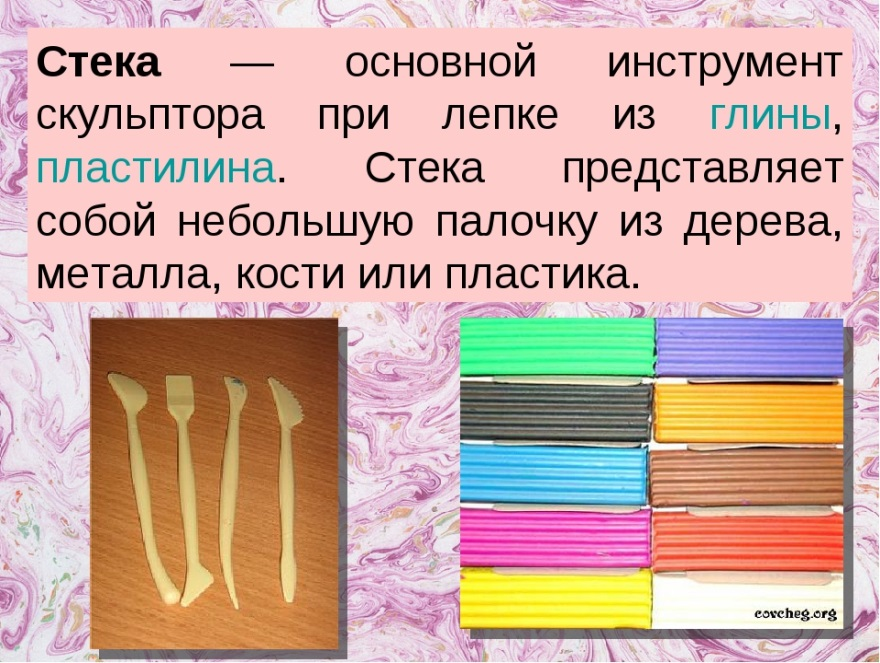 Стека — основной инструмент
скульптора при лепке из глины,
пластилина. Стека представляет
собой небольшую палочку из дерева,
металла, кости или пластика.
covcheg.org